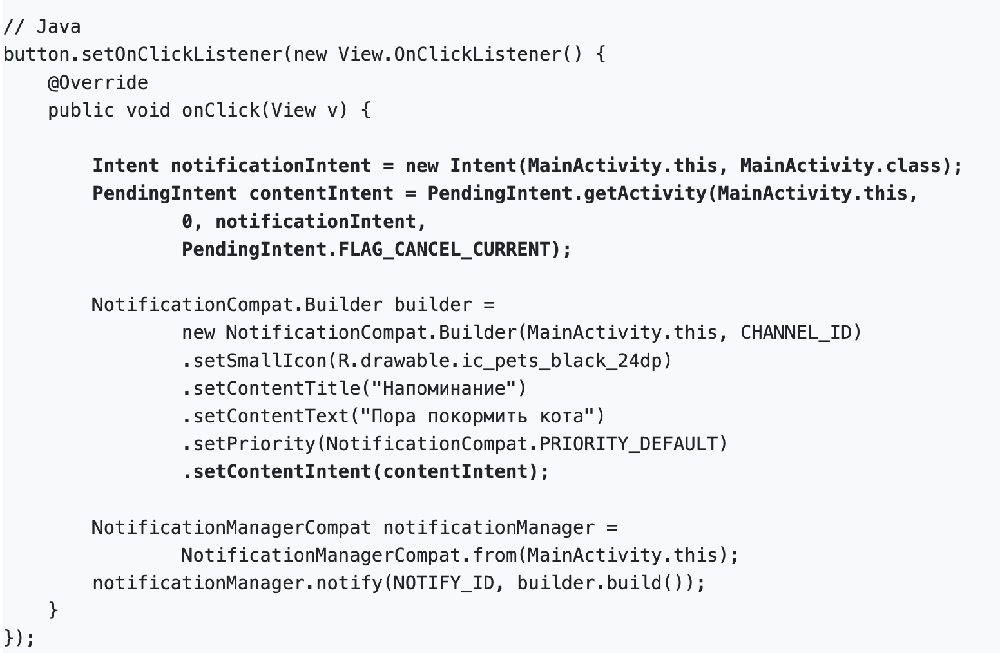 // Java
button.setOnClickListener(new View.OnClickListener() {
    @Override
    public void onClick(View v) {

        Intent notificationIntent = new Intent(MainActivity.this, MainActivity.class);
        PendingIntent contentIntent = PendingIntent.getActivity(MainActivity.this,
                0, notificationIntent,
                PendingIntent.FLAG_CANCEL_CURRENT);

        NotificationCompat.Builder builder =
                new NotificationCompat.Builder(MainActivity.this, CHANNEL_ID)
                .setSmallIcon(R.drawable.ic_pets_black_24dp)
                .setContentTitle("Напоминание")
                .setContentText("Пора покормить кота")
                .setPriority(NotificationCompat.PRIORITY_DEFAULT)
                .setContentIntent(contentIntent);

        NotificationManagerCompat notificationManager =
                NotificationManagerCompat.from(MainActivity.this);
        notificationManager.notify(NOTIFY_ID, builder.build());
    }
});